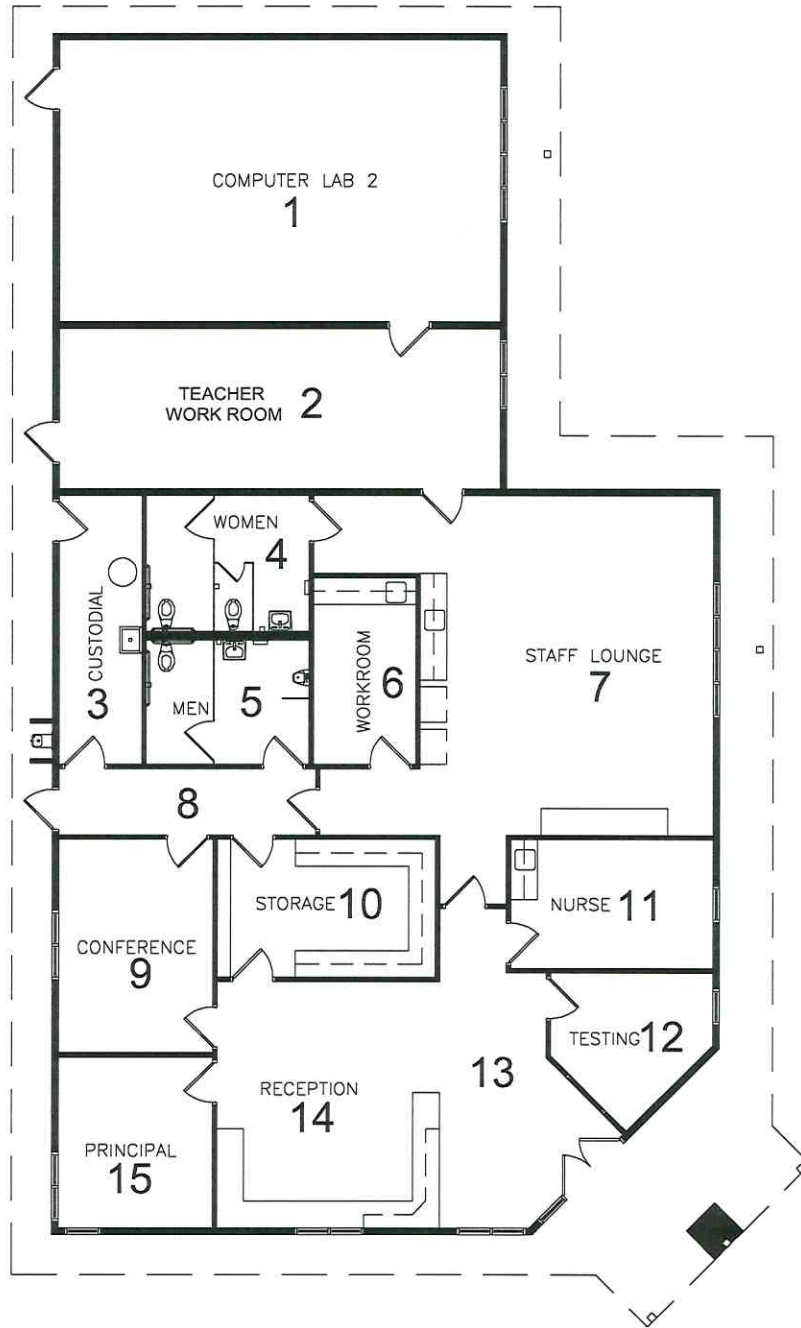 COMPUTER LAB 2
1
TEACHER
WORK ROOM 2
WOMEN
4
CUSTODIAL
3
MEN 5
WORKROOM
6
STAFF LOUNGE
7
8
STORAGE 10
NURSE 11
CONFERENCE
9
TESTING 12
13
RECEPTION
14
PRINCIPAL
15